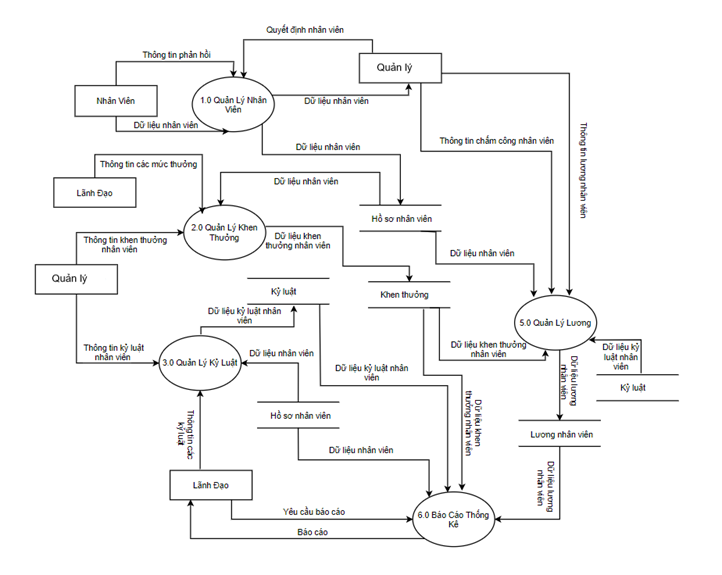 Quyết định nhân viên
Thông tin phản hồi
Quản lý
Nhân Viên
1.0 Quản Lý Nhân
Viên
Dữ liệu nhân viên
Dữ liệu nhân viên
Thông tin chấm công nhân viên
Thông tin lương nhân viên
Dữ liệu nhân viên
Thông tin các mức thưởng
Dữ liệu nhân viên
Lãnh Đạo
Hồ sơ nhân viên
2.0 Quản Lý Khen
Thưởng
Dữ liệu khen
thưởng nhân viên
Thông tin khen thưởng
nhân viên
Dữ liệu nhân viên
Quản lý
Kỷ luật
Khen thưởng
Dữ liệu kỷ luật nhân
viên
5.0 Quản Lý Lương
Thông tin kỷ luật
nhân viên
3.0 Quản Lý Kỷ Luật
Dữ liệu nhân viên
Dữ liệu kỷ luật nhân
viên
Dữ liệu khen thưởng
nhân viên
Dữ liệu kỷ
luật nhân
viên
Dữ liệu lương
nhân viên
Kỷ luật
Hồ sơ nhân viên
Dữ liệu khen
thưởng nhân viên
Thông tin các
kỷ luật
Lương nhân viên
Dữ liệu nhân viên
Dữ liệu lương
nhân viên
Lãnh Đạo
Yêu cầu báo cáo
6.0 Báo Cáo Thống
Kê
Báo cáo